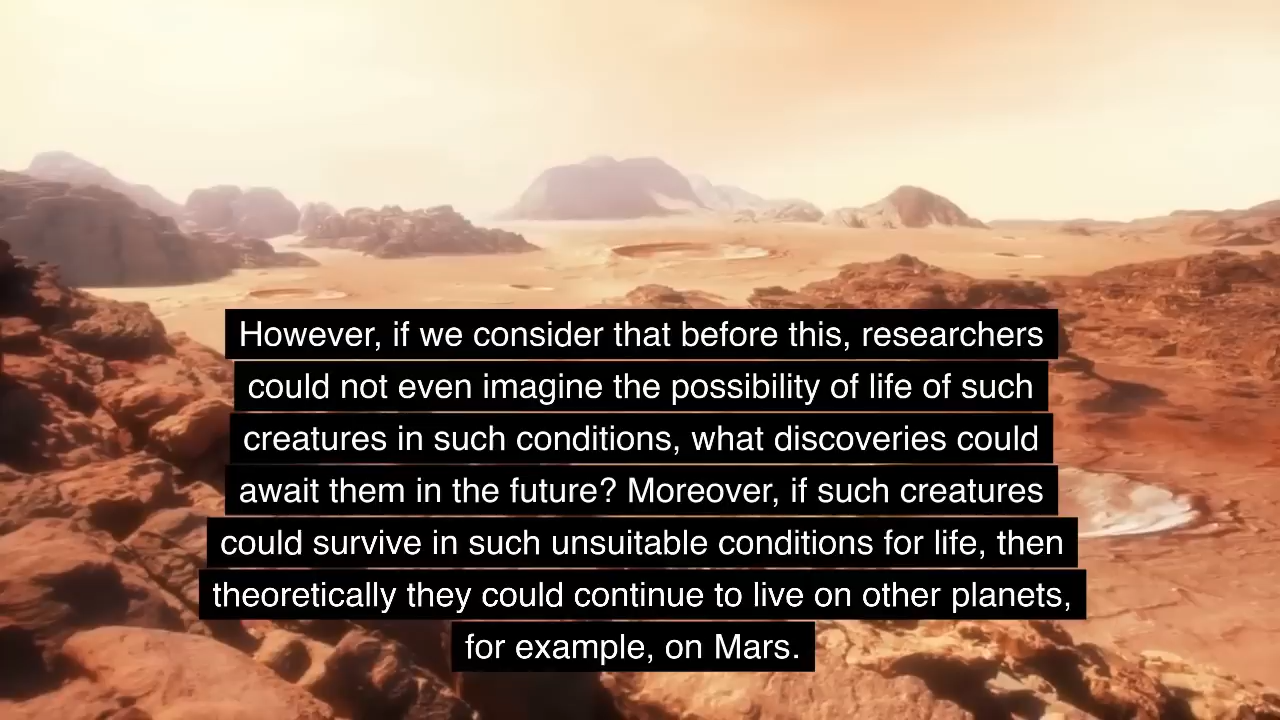 However, if we consider that before this, researchers
could not even imagine the possibility of life of such
creatures in such conditions, what discoveries could
await them in the future? Moreover, if such creatures
could survive in such unsuitable conditions for life, then
theoretically they could continue to live on other planets,
for example, on Mars.